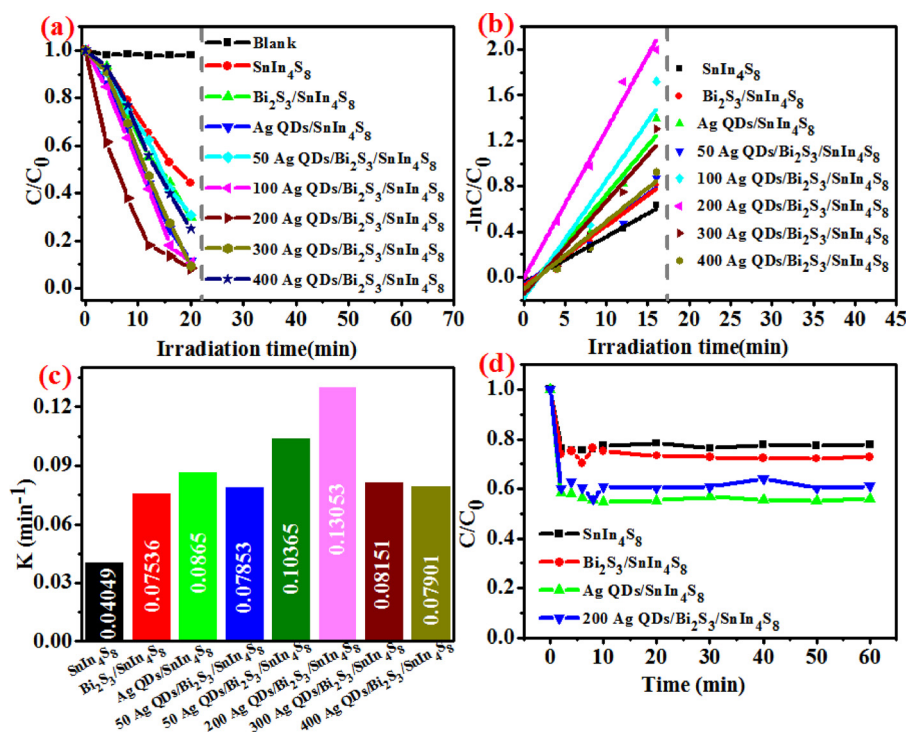 (a)
C/C₀
1.0
0.8
0.6
0.4
0.2
0.0
0 10 20 30 40 50 60 70
Irradiation time(min)
Blank
SnIn₄S₈
Bi₂S₃/SnIn₄S₈
Ag QDs/SnIn₄S₈
50 Ag QDs/Bi₂S₃/SnIn₄S₈
100 Ag QDs/Bi₂S₃/SnIn₄S₈
200 Ag QDs/Bi₂S₃/SnIn₄S₈
300 Ag QDs/Bi₂S₃/SnIn₄S₈
400 Ag QDs/Bi₂S₃/SnIn₄S₈
(b)
-lnC/C₀
2.0
1.6
1.2
0.8
0.4
0.0
0 5 10 15 20 25 30 35 40 45
Irradiation time(min)
SnIn₄S₈
Bi₂S₃/SnIn₄S₈
Ag QDs/SnIn₄S₈
50 Ag QDs/Bi₂S₃/SnIn₄S₈
100 Ag QDs/Bi₂S₃/SnIn₄S₈
200 Ag QDs/Bi₂S₃/SnIn₄S₈
300 Ag QDs/Bi₂S₃/SnIn₄S₈
400 Ag QDs/Bi₂S₃/SnIn₄S₈
(c)
K (min⁻¹)
0.12
0.09
0.06
0.03
0.00
0.04049
0.07536
0.0865
0.07853
0.10365
0.13053
0.08151
0.07901
SnIn₄S₈
Bi₂S₃/SnIn₄S₈
Ag QDs/SnIn₄S₈
50 Ag QDs/Bi₂S₃/SnIn₄S₈
50 Ag QDs/Bi₂S₃/SnIn₄S₈
200 Ag QDs/Bi₂S₃/SnIn₄S₈
300 Ag QDs/Bi₂S₃/SnIn₄S₈
400 Ag QDs/Bi₂S₃/SnIn₄S₈
(d)
C/C₀
1.0
0.8
0.6
0.4
0.2
0.0
0 10 20 30 40 50 60
Time (min)
SnIn₄S₈
Bi₂S₃/SnIn₄S₈
Ag QDs/SnIn₄S₈
200 Ag QDs/Bi₂S₃/SnIn₄S₈